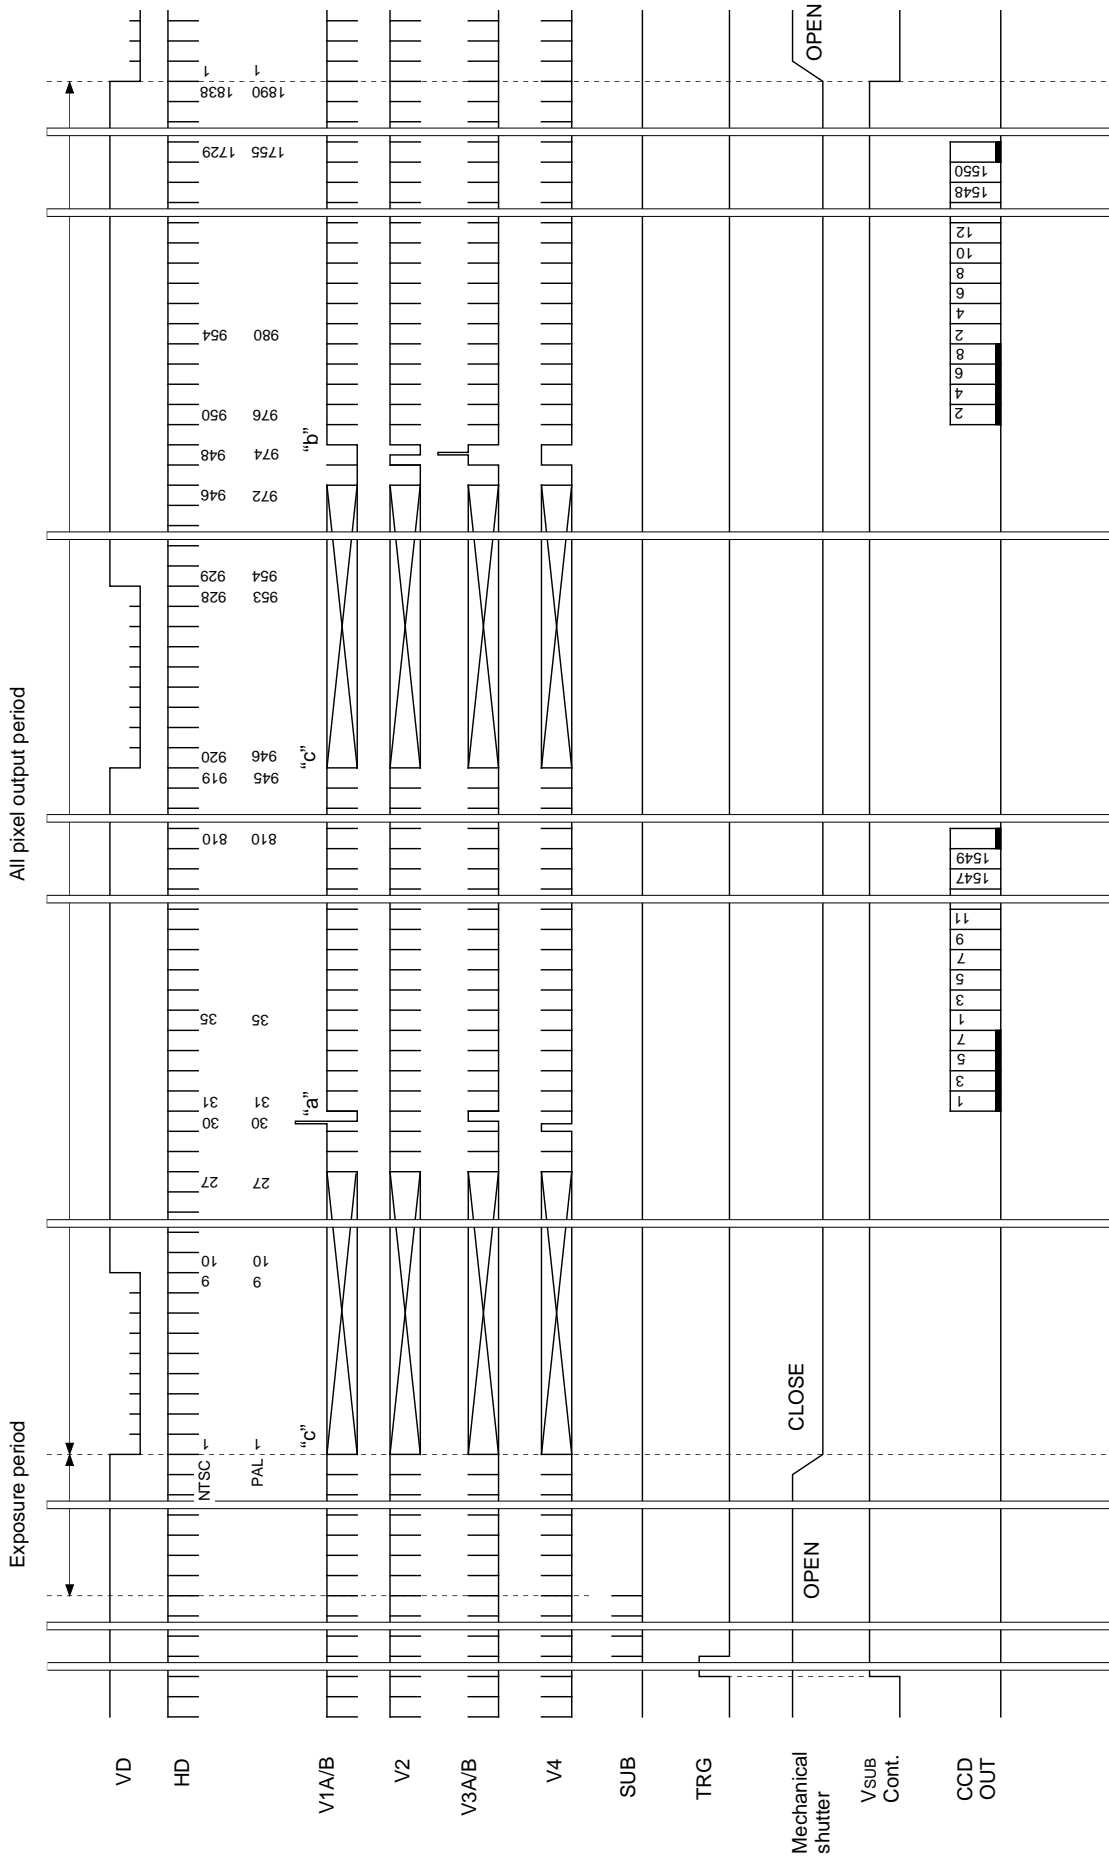 Exposure period
All pixel output period
VD
HD
NTSC
1 9 10 27 30 31 35 810 919 920 928 929 946 948 950 954 1729 1838 1
PAL
1 9 10 27 30 31 35 810 945 946 953 954 972 974 976 980 1755 1890 1
"c" "a" "c" "b"
V1A/B
V2
V3A/B
V4
SUB
TRG
Mechanical
shutter
OPEN CLOSE OPEN
VSUB
Cont.
CCD
OUT
1 3 5 7 1 3 5 7 9 11 1547 1549 2 4 6 8 2 4 6 8 10 12 1548 1550